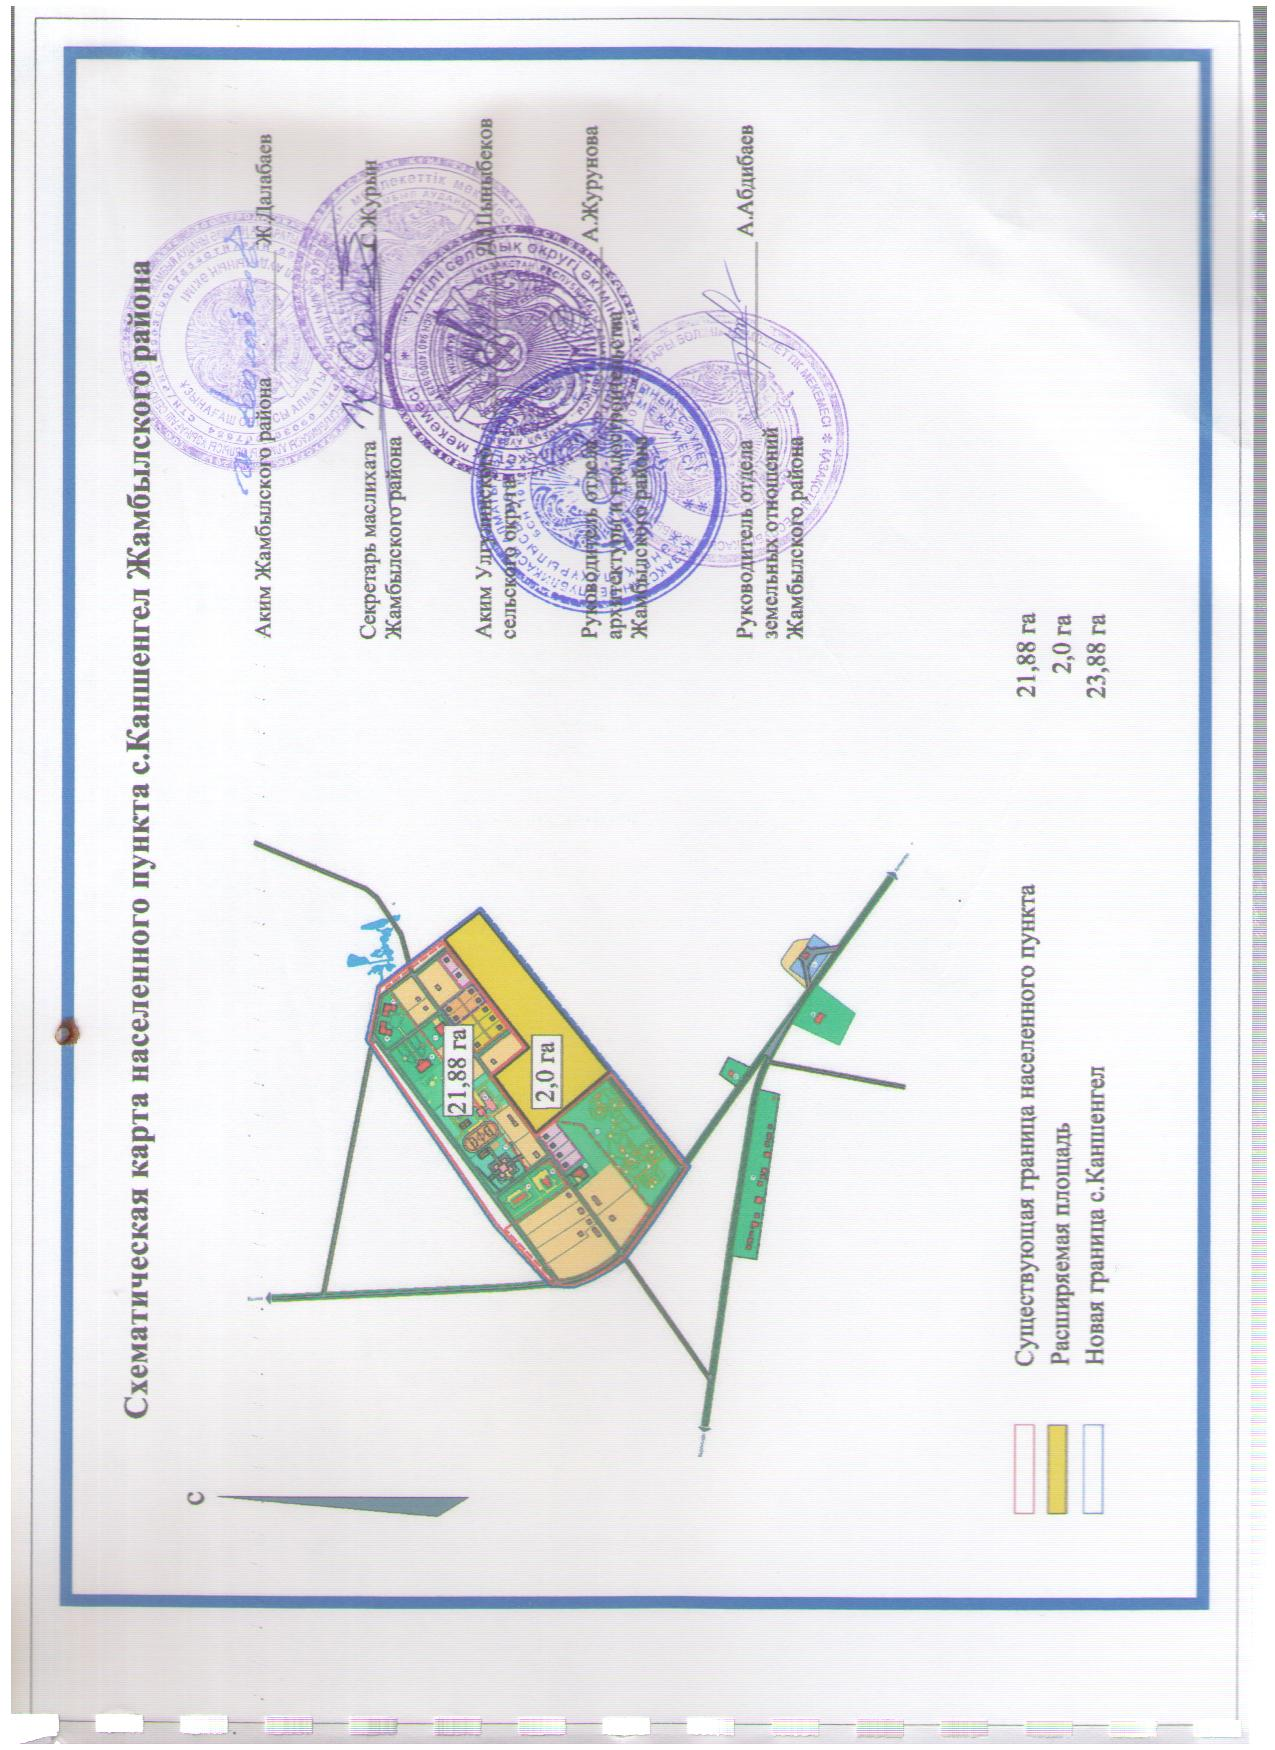 Схематическая карта населенного пункта с.Каншенгел Жамбылского района
С
Аким Жамбылского района Ж.Далабаев
Секретарь маслихата
Жамбылского района С.Журын
Аким Улгулинского
сельского округа
Руководитель отдела
архитектуры и градостроительства
Жамбылского района А.Журунова
Руководитель отдела
земельных отношений
Жамбылского района А.Абдибаев
21,88 га
2,0 га
Существующая граница населенного пункта 21,88 га
Расширяемая площадь 2,0 га
Новая граница с.Каншенгел 23,88 га